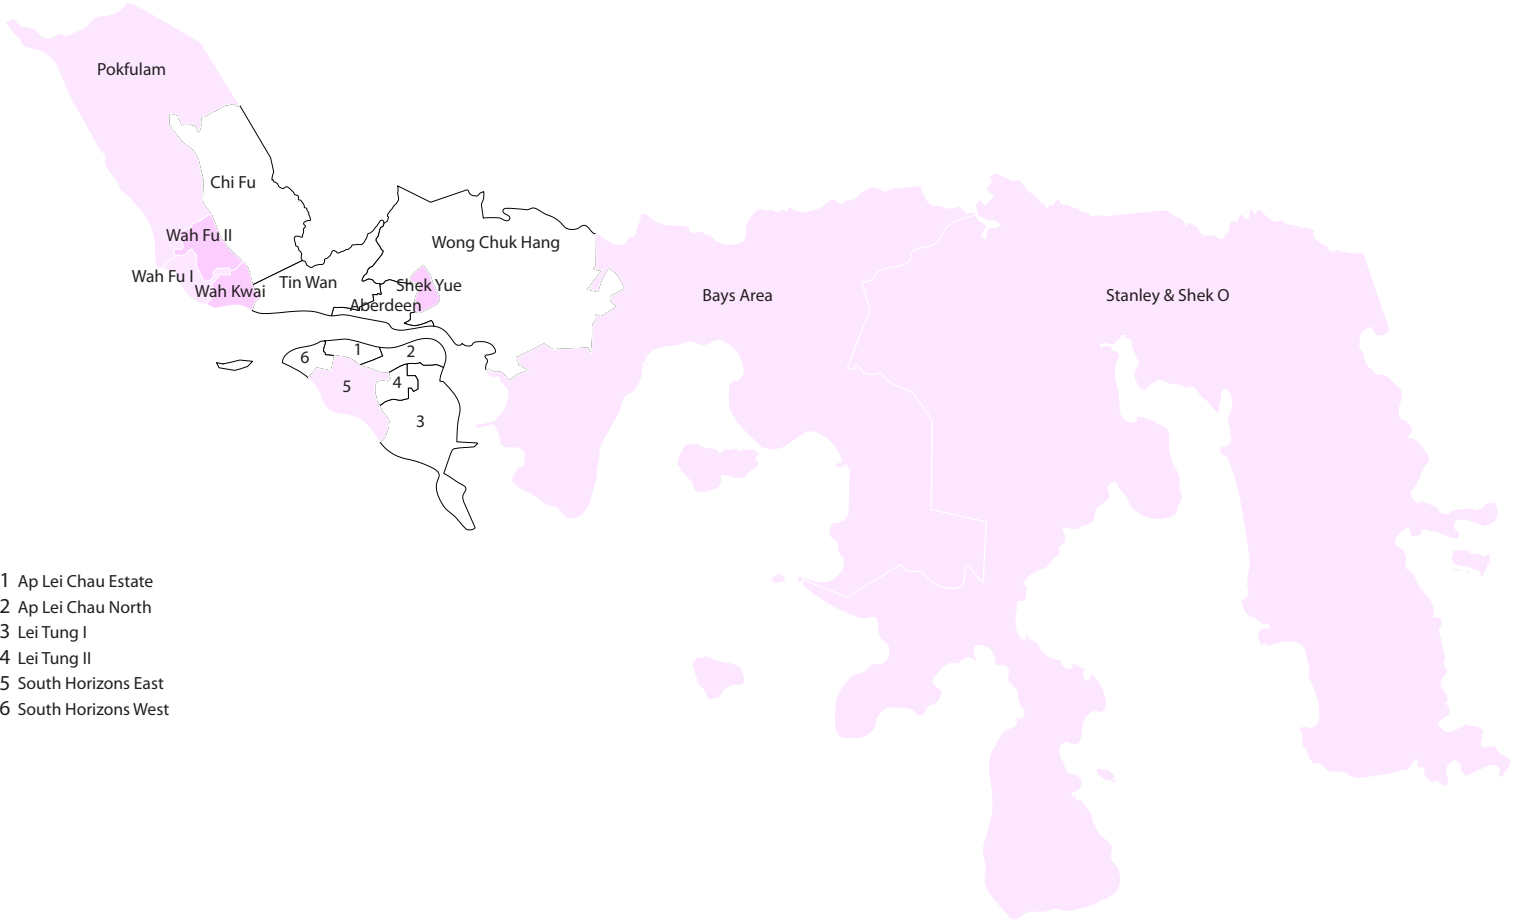 Pokfulam
Chi Fu
Wah Fu II
Wong Chuk Hang
Wah Fu I
Tin Wan
Shek Yue
Wah Kwai
Aberdeen
Bays Area
Stanley & Shek O
1
2
6
4
5
3
1 Ap Lei Chau Estate
2 Ap Lei Chau North
3 Lei Tung I
4 Lei Tung II
5 South Horizons East
6 South Horizons West